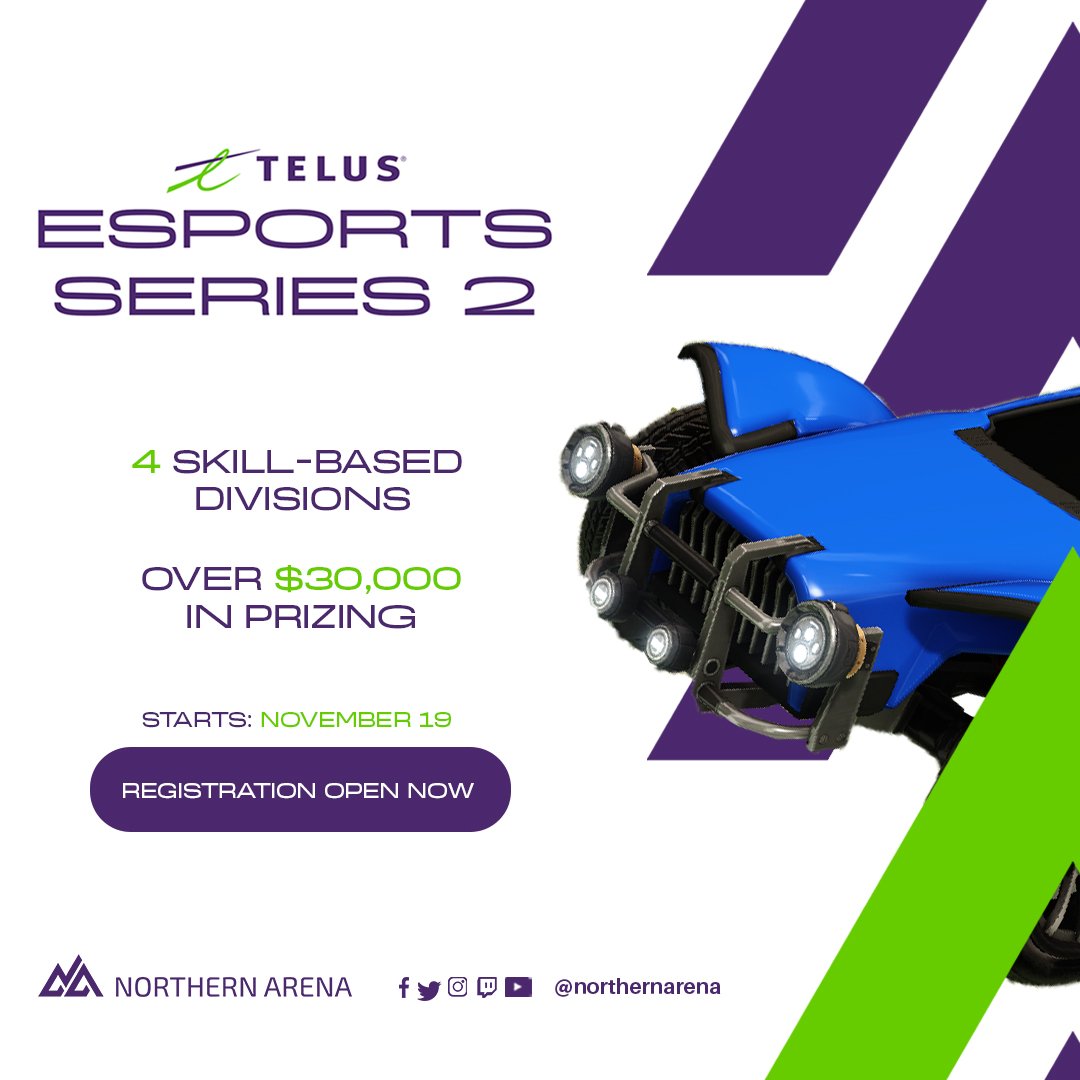 TELUS®
ESPORTS
SERIES 2
4 SKILL-BASED
DIVISIONS
OVER $30,000
IN PRIZING
STARTS: NOVEMBER 19
REGISTRATION OPEN NOW
NORTHERN ARENA
@northernarena